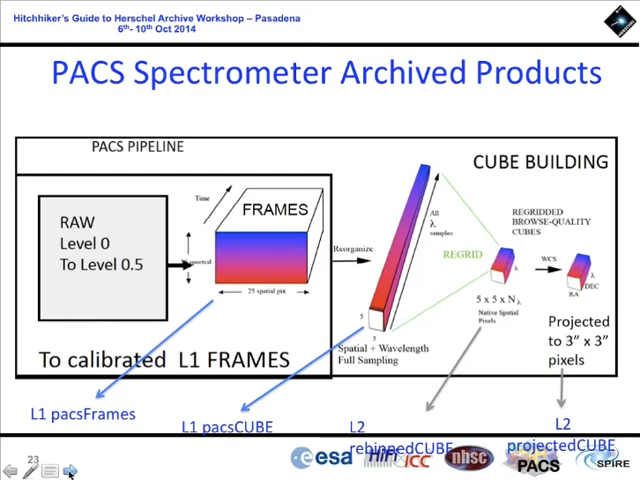 Hitchhiker's Guide to Herschel Archive Workshop – Pasadena
6th- 10th Oct 2014
PACS Spectrometer Archived Products
PACS PIPELINE
CUBE BUILDING
RAW
Level 0
To Level 0.5
Time
FRAMES
spectral
25 spatial pix
To calibrated L1 FRAMES
Reorganize
All
λ
samples
5
5
Spatial + Wavelength
Full Sampling
REGRID
REGRIDDED
BROWSE-QUALITY
CUBES
λ
5 x 5 x Nλ
Native Spatial
Pixels
WCS
λ
DEC
RA
Projected
to 3" x 3"
pixels
L1 pacsFrames
L1 pacsCUBE
L2
rebinnedCUBE
L2
projectedCUBE
23
esa
HIFI ICC
nhsc
PACS
SPIRE